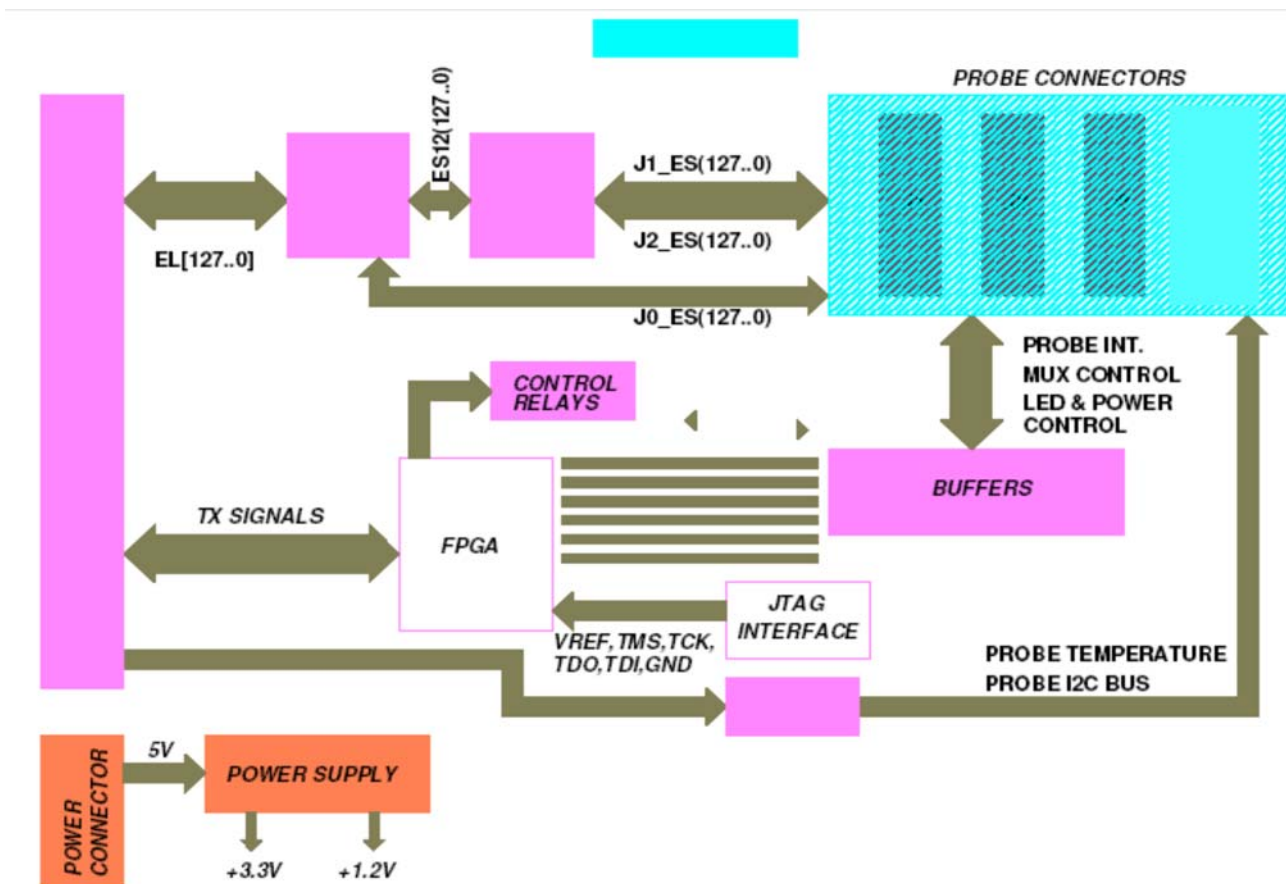 PROBE CONNECTORS
ES12(127..0)
J1_ES(127..0)
EL[127..0]
J2_ES(127..0)
J0_ES(127..0)
PROBE INT.
MUX CONTROL
LED & POWER
CONTROL
CONTROL
RELAYS
BUFFERS
TX SIGNALS
FPGA
JTAG
INTERFACE
VREF,TMS,TCK,
TDO,TDI,GND
PROBE TEMPERATURE
PROBE I2C BUS
POWER
CONNECTOR
5V
POWER SUPPLY
+3.3V
+1.2V